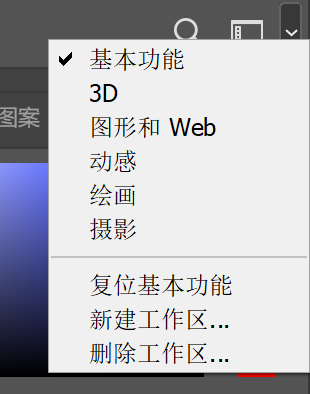 基本功能
3D
图案
图形和 Web
动感
绘画
摄影
复位基本功能
新建工作区...
删除工作区...